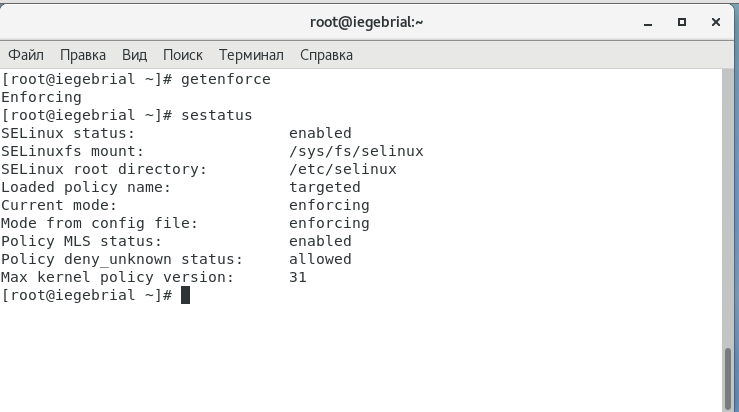 root@iegebrial:~
Файл Правка Вид Поиск Терминал Справка
[root@iegebrial ~]# getenforce
Enforcing
[root@iegebrial ~]# sestatus
SELinux status:                 enabled
SELinuxfs mount:                /sys/fs/selinux
SELinux root directory:         /etc/selinux
Loaded policy name:             targeted
Current mode:                   enforcing
Mode from config file:          enforcing
Policy MLS status:              enabled
Policy deny_unknown status:     allowed
Max kernel policy version:      31
[root@iegebrial ~]#